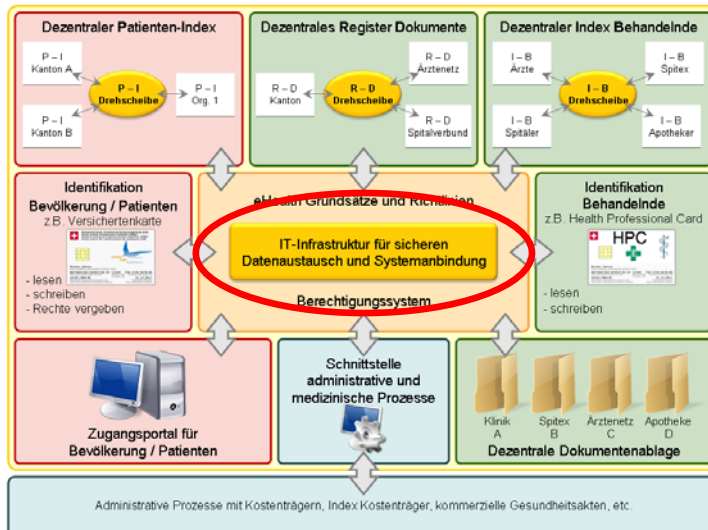 Dezentraler Patienten-Index
P – I
Kanton A
P – I
Drehscheibe
P – I
Org. 1
P – I
Kanton B
Dezentrales Register Dokumente
R – D
Ärztenetz
R – D
Kanton
R – D
Drehscheibe
R – D
Spitalverbund
Dezentraler Index Behandelnde
I – B
Ärzte
I – B
Spitex
I – B
Drehscheibe
I – B
Spitäler
I – B
Apotheker
Identifikation
Bevölkerung / Patienten
z.B. Versichertenkarte
- lesen
- schreiben
- Rechte vergeben
eHealth Grundsätze und Richtlinien
IT-Infrastruktur für sicheren
Datenaustausch und Systemanbindung
Berechtigungssystem
Identifikation
Behandelnde
z.B. Health Professional Card
HPC
- lesen
- schreiben
Zugangsportal für
Bevölkerung / Patienten
Schnittstelle
administrative und
medizinische Prozesse
Klinik
A
Spitex
B
Ärztenetz
C
Apotheke
D
Dezentrale Dokumentenablage
Administrative Prozesse mit Kostenträgern, Index Kostenträger, kommerzielle Gesundheitsakten, etc.